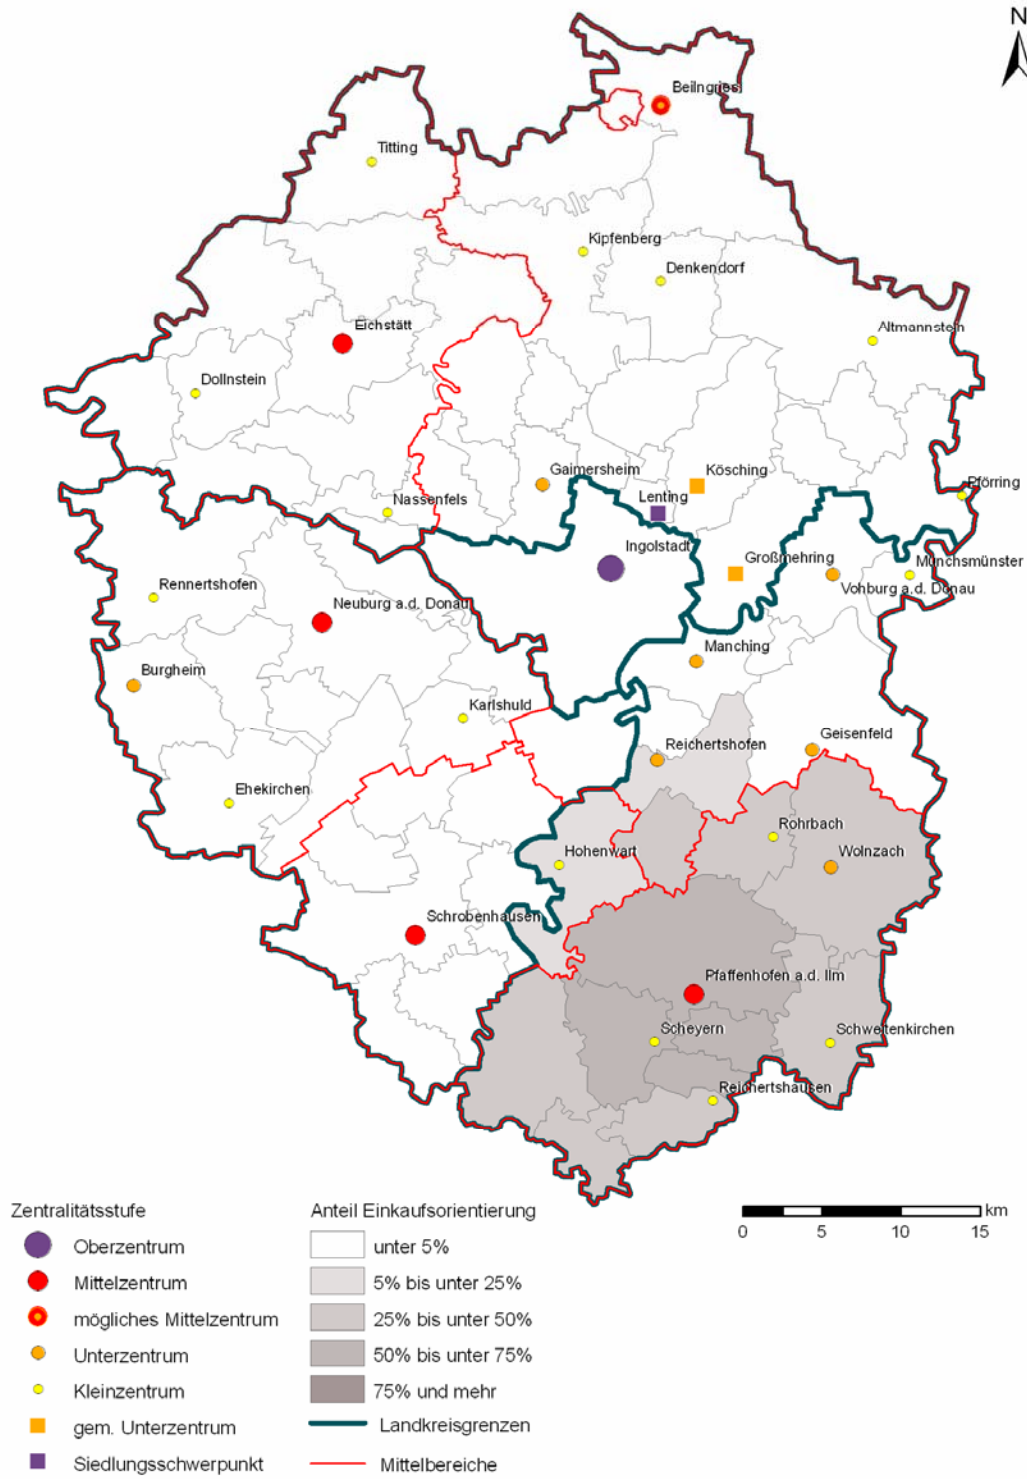 N
Beilngries
Titting
Kipfenberg
Denkendorf
Altmannstein
Eichstätt
Dollnstein
Gaimersheim
Kösching
Lenting
Pförring
Nassenfels
Ingolstadt
Großmehring
Münchsmünster
Vohburg a.d. Donau
Rennertshofen
Neuburg a.d. Donau
Manching
Burgheim
Karlshuld
Reichertshofen
Geisenfeld
Ehekirchen
Rohrbach
Hohenwart
Wolnzach
Schrobenhausen
Pfaffenhofen a.d. Ilm
Scheyern
Schweitenkirchen
Reichertshausen
Zentralitätsstufe
Oberzentrum
Mittelzentrum
mögliches Mittelzentrum
Unterzentrum
Kleinzentrum
gem. Unterzentrum
Siedlungsschwerpunkt
Anteil Einkaufsorientierung
unter 5%
5% bis unter 25%
25% bis unter 50%
50% bis unter 75%
75% und mehr
Landkreisgrenzen
Mittelbereiche
km
0 5 10 15